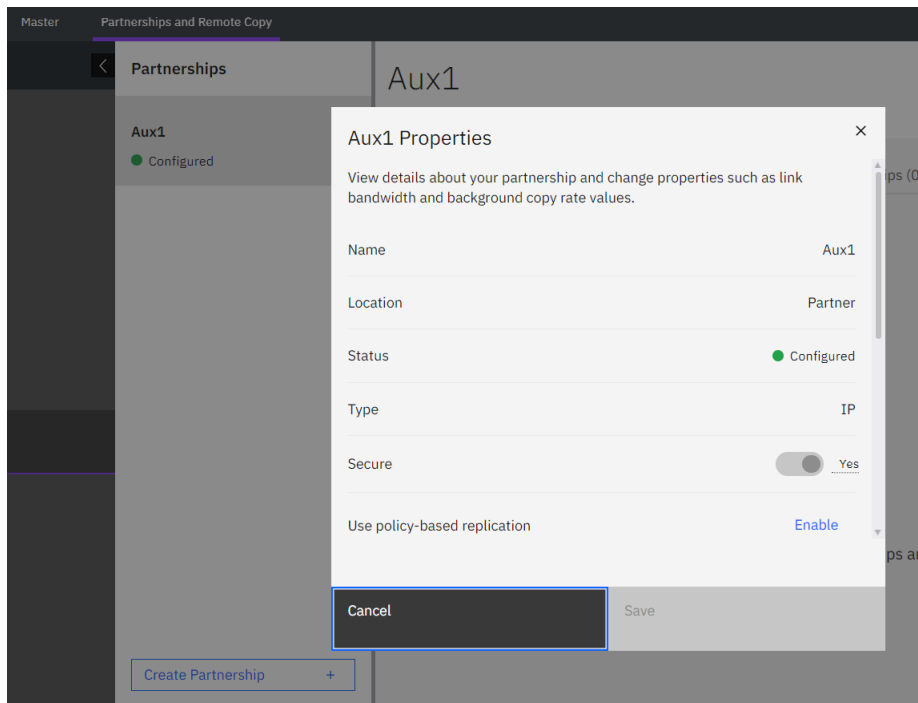 Master
Partnerships and Remote Copy
Partnerships
Aux1
Aux1
Configured
Aux1 Properties
View details about your partnership and change properties such as link
bandwidth and background copy rate values.
Name
Aux1
Location
Partner
Status
Configured
Type
IP
Secure
Yes
Use policy-based replication
Enable
Cancel
Save
Create Partnership +